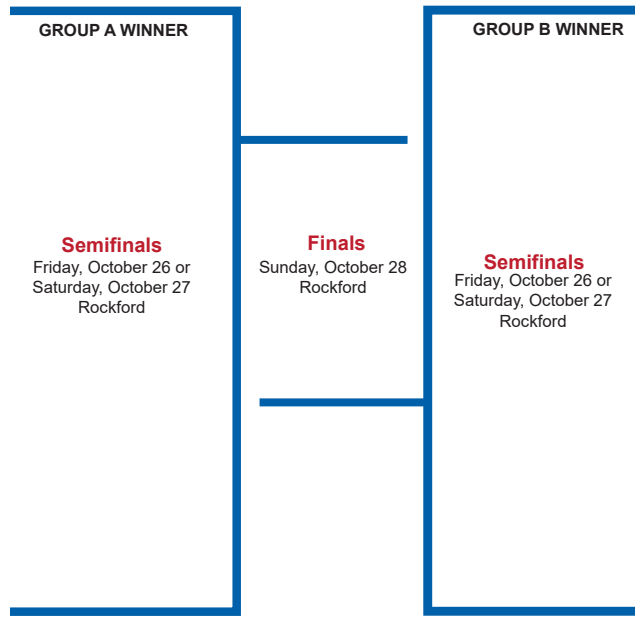 GROUP A WINNER
GROUP B WINNER
Semifinals
Friday, October 26 or
Saturday, October 27
Rockford
Finals
Sunday, October 28
Rockford
Semifinals
Friday, October 26 or
Saturday, October 27
Rockford